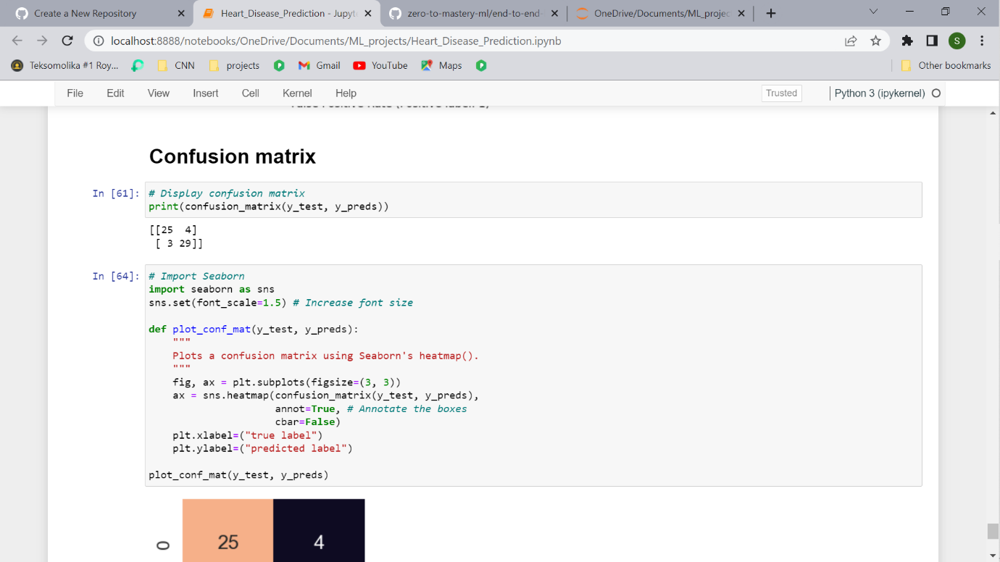 Create a New Repository
Heart_Disease_Prediction - Jupyt
zero-to-mastery-ml/end-to-end-
OneDrive/Documents/ML_projec
localhost:8888/notebooks/OneDrive/Documents/ML_projects/Heart_Disease_Prediction.ipynb
S
Teksomolika #1 Roy...
CNN
projects
Gmail
YouTube
Maps
Other bookmarks
File Edit View Insert Cell Kernel Help
Trusted
Python 3 (ipykernel)
Confusion matrix
In [61]:
# Display confusion matrix
print(confusion_matrix(y_test, y_preds))
[[25  4]
 [ 3 29]]
In [64]:
# Import Seaborn
import seaborn as sns
sns.set(font_scale=1.5) # Increase font size
def plot_conf_mat(y_test, y_preds):
    """
    Plots a confusion matrix using Seaborn's heatmap().
    """
    fig, ax = plt.subplots(figsize=(3, 3))
    ax = sns.heatmap(confusion_matrix(y_test, y_preds),
                     annot=True, # Annotate the boxes
                     cbar=False)
    plt.xlabel=("true label")
    plt.ylabel=("predicted label")
plot_conf_mat(y_test, y_preds)
0
25
4